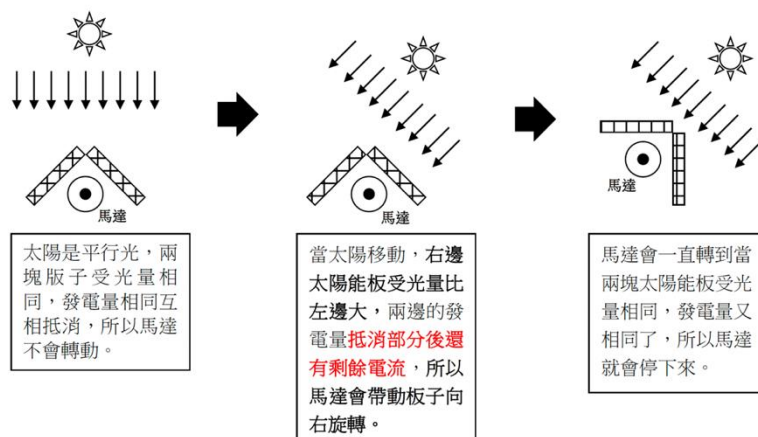 馬達
馬達
馬達
太陽是平行光，兩
塊版子受光量相
同，發電量相同互
相抵消，所以馬達
不會轉動。
當太陽移動，右邊
太陽能板受光量比
左邊大，兩邊的發
電量抵消部分後還
有剩餘電流，所以
馬達會帶動板子向
右旋轉。
馬達會一直轉到當
兩塊太陽能板受光
量相同，發電量又
相同了，所以馬達
就會停下來。